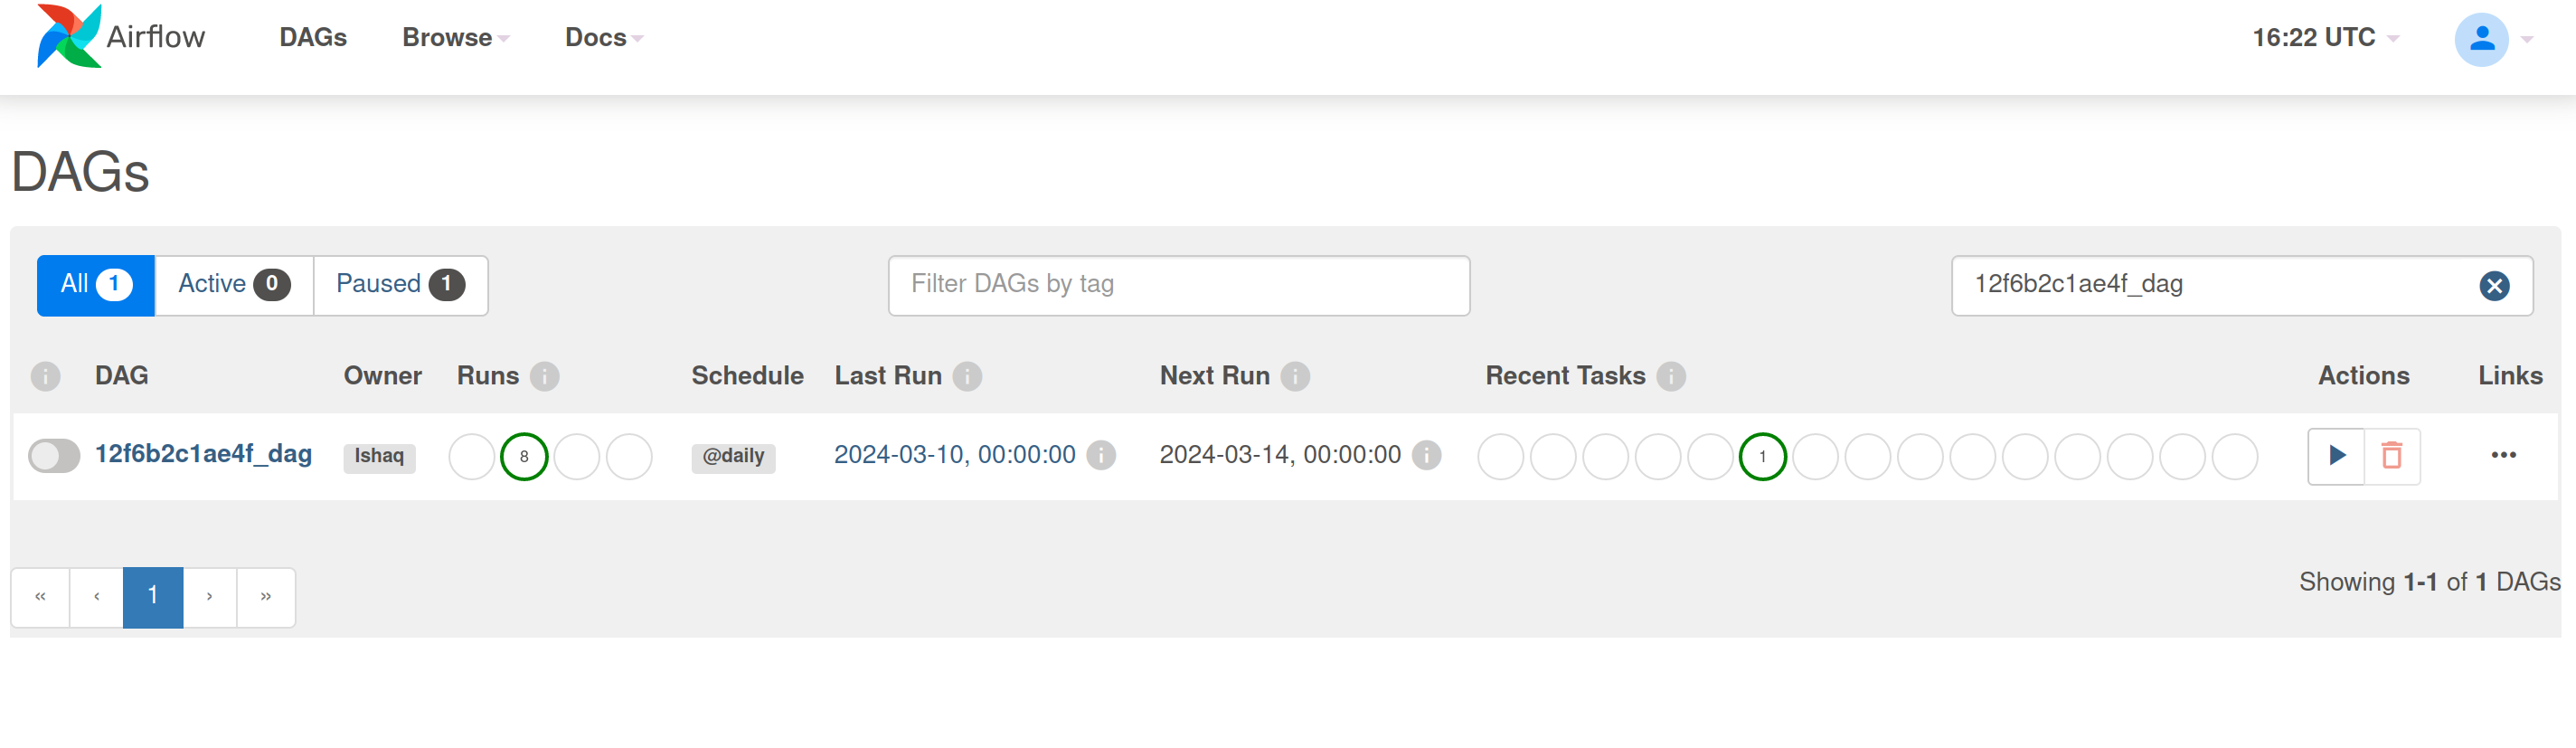 Airflow DAGs Browse Docs 16:22 UTC
DAGs
All 1 Active 0 Paused 1 Filter DAGs by tag 12f6b2c1ae4f_dag
i DAG Owner Runs i Schedule Last Run i Next Run i Recent Tasks i Actions Links
12f6b2c1ae4f_dag Ishaq 8 @daily 2024-03-10, 00:00:00 i 2024-03-14, 00:00:00 i 1 •••
« ‹ 1 › » Showing 1-1 of 1 DAGs